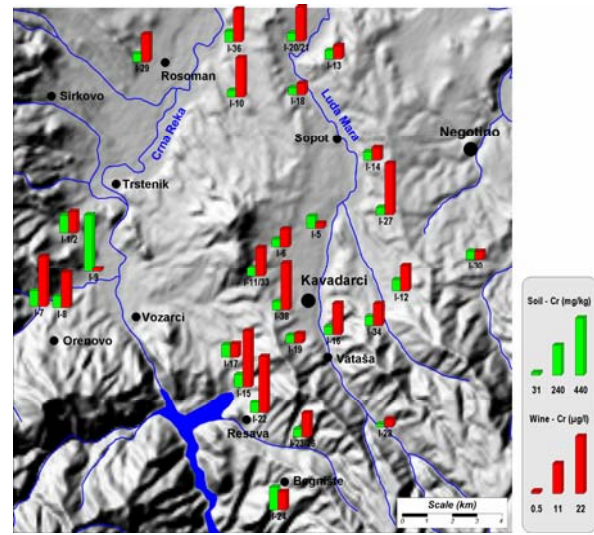 I-36
I-20/21
I-29
I-13
Rosoman
Sirkovo
I-10
I-18
Crna Reka
Luda Mara
Sopot
Negotino
I-14
Trstenik
I-27
I-1/2
I-5
I-6
I-9
I-30
I-11/33
I-12
Kavadarci
I-7
I-8
I-38
Vozarci
I-34
I-16
Orenovo
I-19
I-17
Vataša
I-15
I-22
Resava
Begnište
I-24
Scale (km)
0 1 2 3 4
Soil - Cr (mg/kg)
31 240 440
Wine - Cr (µg/l)
0.5 11 22